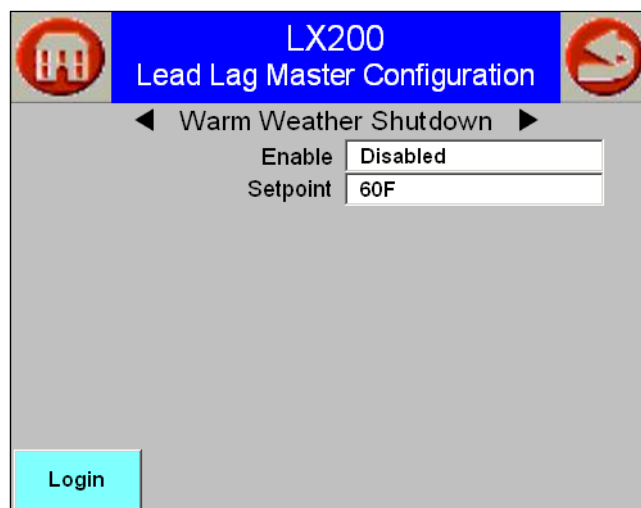 LX200
Lead Lag Master Configuration
◄ Warm Weather Shutdown ►
Enable Disabled
Setpoint 60F
Login